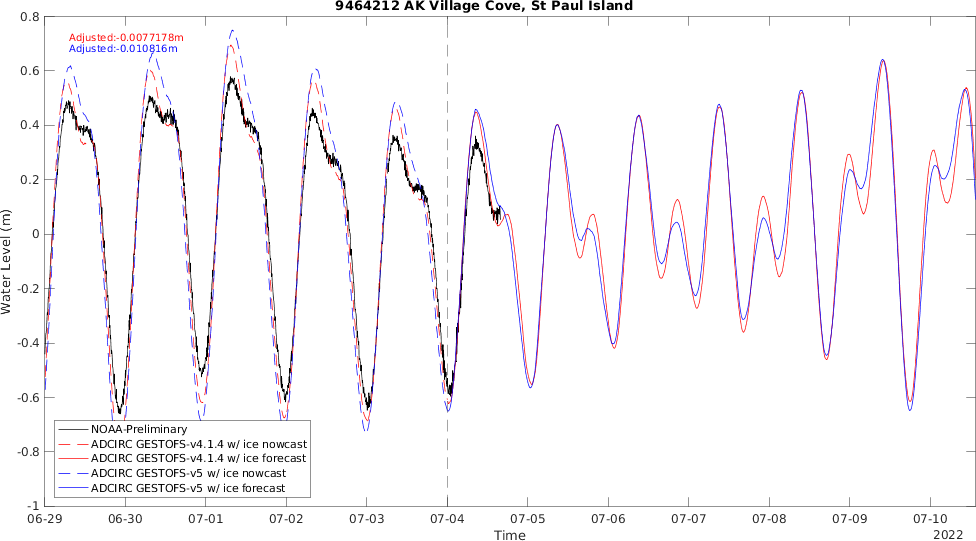 9464212 AK Village Cove, St Paul Island
Adjusted:-0.0077178m
Adjusted:-0.010816m
Water Level (m)
0.8
0.6
0.4
0.2
0
-0.2
-0.4
-0.6
-0.8
-1
NOAA-Preliminary
ADCIRC GESTOFS-v4.1.4 w/ ice nowcast
ADCIRC GESTOFS-v4.1.4 w/ ice forecast
ADCIRC GESTOFS-v5 w/ ice nowcast
ADCIRC GESTOFS-v5 w/ ice forecast
06-29 06-30 07-01 07-02 07-03 07-04 07-05 07-06 07-07 07-08 07-09 07-10
Time
2022